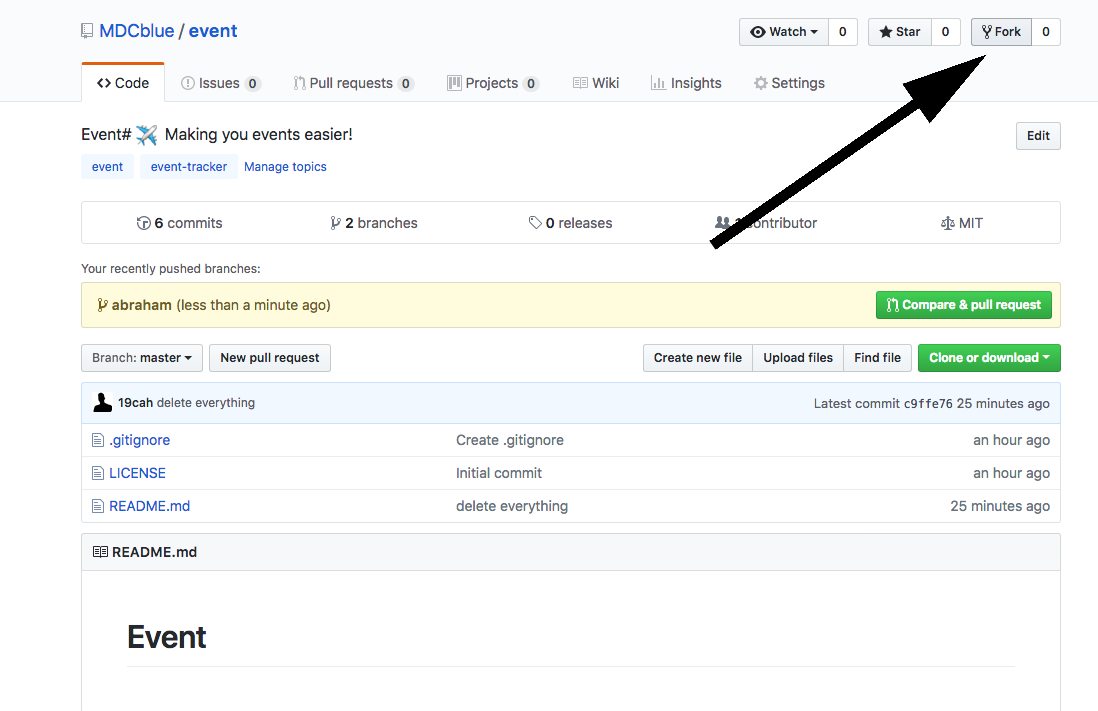 MDCblue / event
Watch 0 Star 0 Fork 0
Code Issues 0 Pull requests 0 Projects 0 Wiki Insights Settings
Event# ✈️ Making you events easier!
Edit
event event-tracker Manage topics
6 commits 2 branches 0 releases contributor MIT
Your recently pushed branches:
abraham (less than a minute ago) Compare & pull request
Branch: master New pull request Create new file Upload files Find file Clone or download
19cah delete everything Latest commit c9ffe76 25 minutes ago
.gitignore Create .gitignore an hour ago
LICENSE Initial commit an hour ago
README.md delete everything 25 minutes ago
README.md
Event